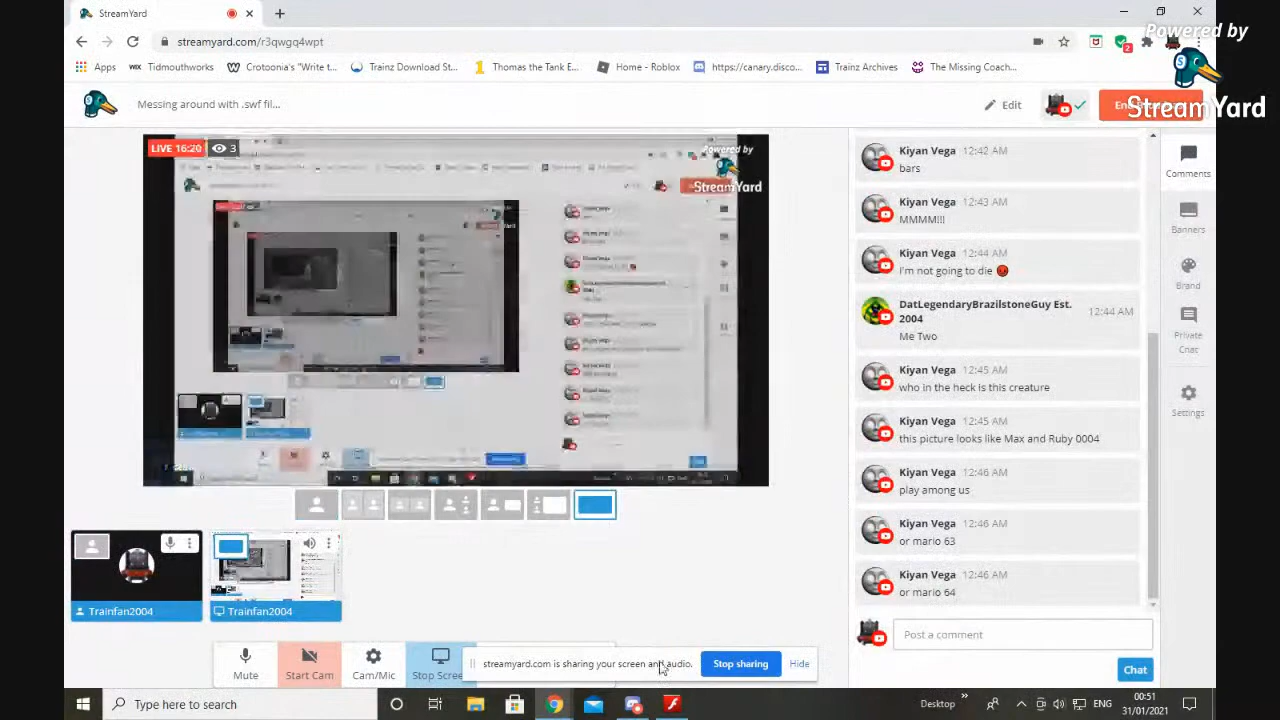 StreamYard
Powered by
StreamYard
streamyard.com/r3qwgq4wpt
Apps
WIX Tidmouthworks
Crotoonia's "Write t...
Trainz Download St...
Thomas the Tank E...
Home - Roblox
https://canary.disco...
Trainz Archives
The Missing Coach...
Messing around with .swf fil...
Edit
LIVE 16:20
3
Powered by
StreamYard
Kiyan Vega 12:42 AM
bars
Kiyan Vega 12:43 AM
MMMM!!!
Kiyan Vega 12:44 AM
I'm not going to die
DatLegendaryBrazilstoneGuy Est.
2004 12:44 AM
Me Two
Kiyan Vega 12:45 AM
who in the heck is this creature
Kiyan Vega 12:45 AM
this picture looks like Max and Ruby 0004
Kiyan Vega 12:46 AM
play among us
Kiyan Vega 12:46 AM
or mario 63
Kiyan Vega 12:46 AM
or mario 64
Post a comment
Chat
Comments
Banners
Brand
Private
Chat
Settings
Trainfan2004
Trainfan2004
Mute
Start Cam
Cam/Mic
Stop Scree
streamyard.com is sharing your screen and audio.
Stop sharing
Hide
Type here to search
Desktop
ENG
00:51
31/01/2021